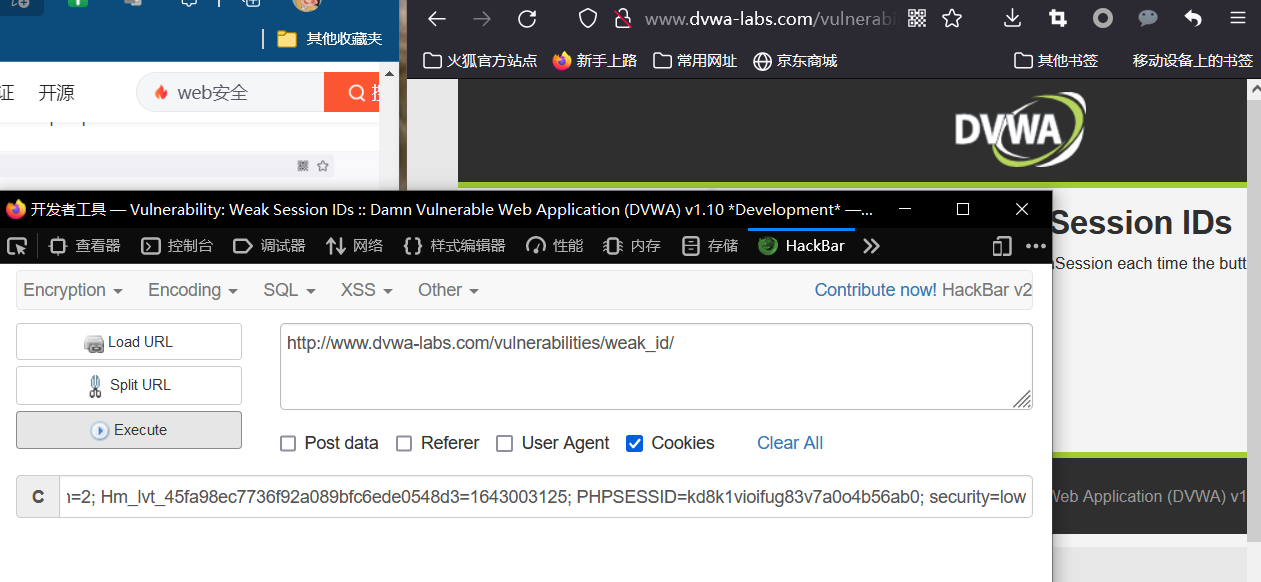 其他收藏夹
www.dvwa-labs.com/vulnerabi
火狐官方站点 新手上路 常用网址 京东商城 其他书签 移动设备上的书签
证 开源 web安全
DVWA
开发者工具 — Vulnerability: Weak Session IDs :: Damn Vulnerable Web Application (DVWA) v1.10 *Development* —...
Session IDs
查看器 控制台 调试器 网络 样式编辑器 性能 内存 存储 HackBar
Session each time the butt
Encryption Encoding SQL XSS Other Contribute now! HackBar v2
Load URL
http://www.dvwa-labs.com/vulnerabilities/weak_id/
Split URL
Execute
Post data Referer User Agent Cookies Clear All
C =2; Hm_lvt_45fa98ec7736f92a089bfc6ede0548d3=1643003125; PHPSESSID=kd8k1vioifug83v7a0o4b56ab0; security=low
Web Application (DVWA) v1